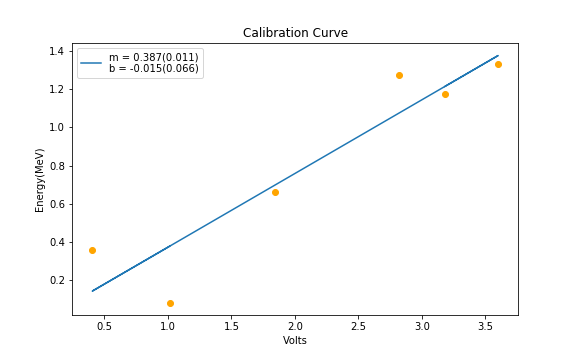 Calibration Curve
m = 0.387(0.011)
b = -0.015(0.066)
Energy(MeV)
1.4
1.2
1.0
0.8
0.6
0.4
0.2
0.5 1.0 1.5 2.0 2.5 3.0 3.5
Volts